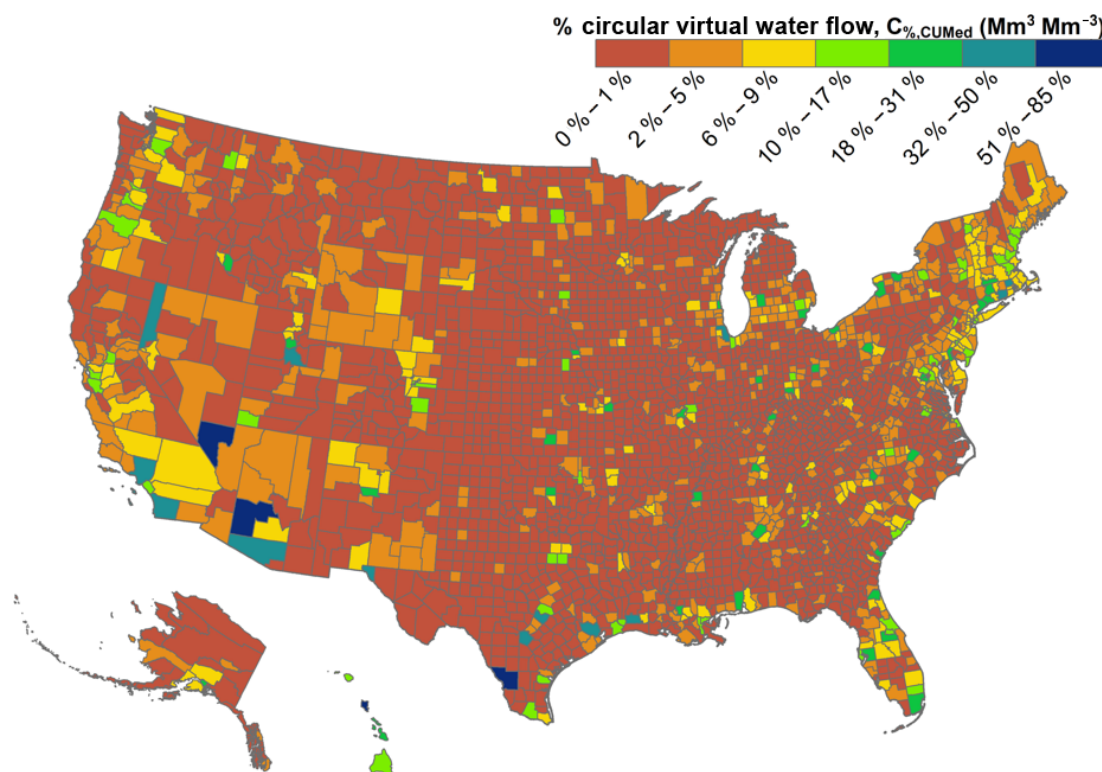 % circular virtual water flow, C%,CUMed (Mm³ Mm⁻³)
0 % – 1 %
2 % – 5 %
6 % – 9 %
10 % – 17 %
18 % – 31 %
32 % – 50 %
51 % – 85 %